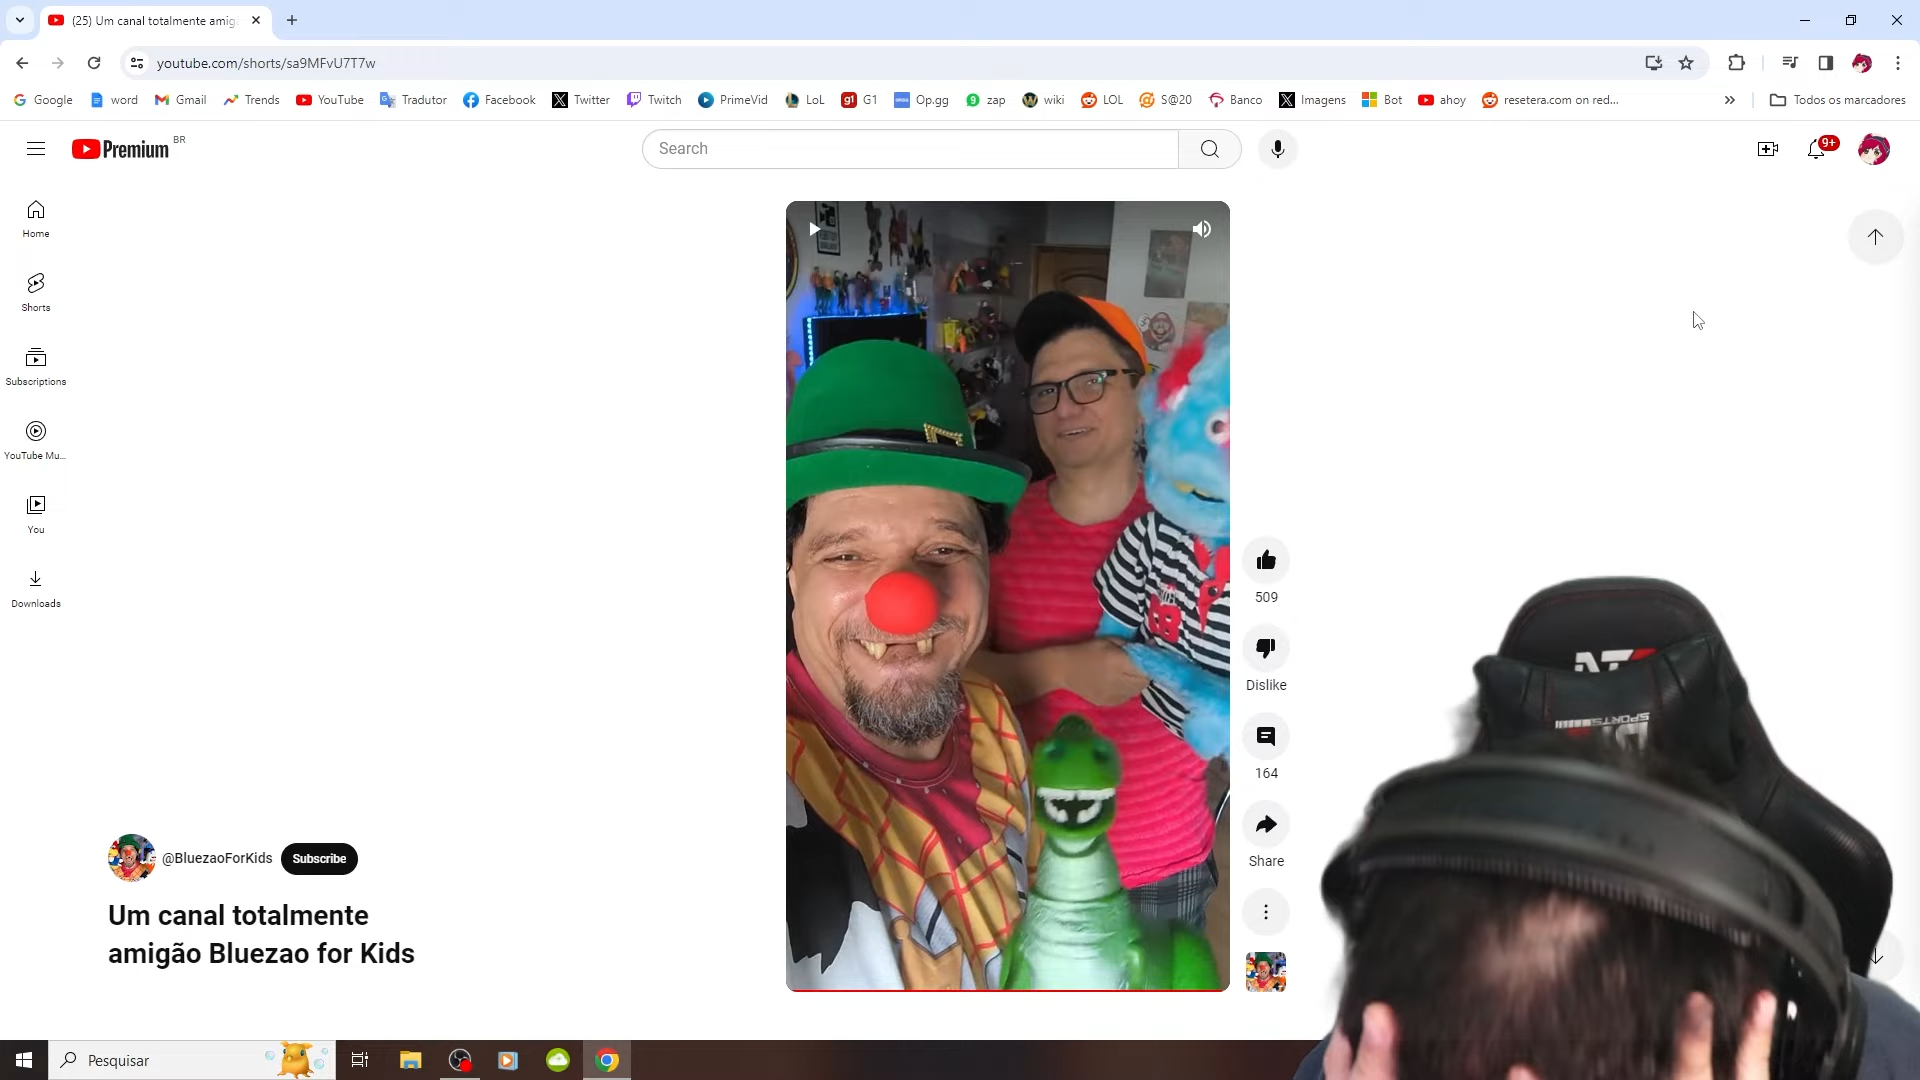 (25) Um canal totalmente amig
youtube.com/shorts/sa9MFvU7T7w
Google word Gmail Trends YouTube Tradutor Facebook Twitter Twitch PrimeVid LoL G1 Op.gg zap wiki LOL S@20 Banco Imagens Bot ahoy resetera.com on red... Todos os marcadores
Premium BR
Search
9+
Home
Shorts
Subscriptions
YouTube Mu...
You
Downloads
509
Dislike
164
Share
@BluezaoForKids Subscribe
Um canal totalmente
amigão Bluezao for Kids
Pesquisar